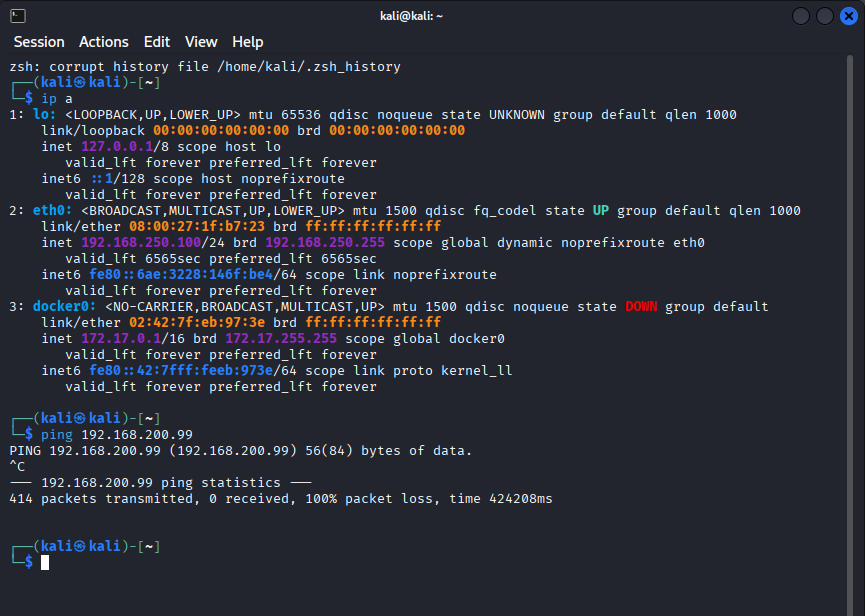 kali@kali: ~
Session Actions Edit View Help
zsh: corrupt history file /home/kali/.zsh_history
┌──(kali㉿kali)-[~]
└─$ ip a
1: lo: <LOOPBACK,UP,LOWER_UP> mtu 65536 qdisc noqueue state UNKNOWN group default qlen 1000
    link/loopback 00:00:00:00:00:00 brd 00:00:00:00:00:00
    inet 127.0.0.1/8 scope host lo
       valid_lft forever preferred_lft forever
    inet6 ::1/128 scope host noprefixroute
       valid_lft forever preferred_lft forever
2: eth0: <BROADCAST,MULTICAST,UP,LOWER_UP> mtu 1500 qdisc fq_codel state UP group default qlen 1000
    link/ether 08:00:27:1f:b7:23 brd ff:ff:ff:ff:ff:ff
    inet 192.168.250.100/24 brd 192.168.250.255 scope global dynamic noprefixroute eth0
       valid_lft 6565sec preferred_lft 6565sec
    inet6 fe80::6ae:3228:146f:be4/64 scope link noprefixroute
       valid_lft forever preferred_lft forever
3: docker0: <NO-CARRIER,BROADCAST,MULTICAST,UP> mtu 1500 qdisc noqueue state DOWN group default
    link/ether 02:42:7f:eb:97:3e brd ff:ff:ff:ff:ff:ff
    inet 172.17.0.1/16 brd 172.17.255.255 scope global docker0
       valid_lft forever preferred_lft forever
    inet6 fe80::42:7fff:feeb:973e/64 scope link proto kernel_ll
       valid_lft forever preferred_lft forever
┌──(kali㉿kali)-[~]
└─$ ping 192.168.200.99
PING 192.168.200.99 (192.168.200.99) 56(84) bytes of data.
^C
--- 192.168.200.99 ping statistics ---
414 packets transmitted, 0 received, 100% packet loss, time 424208ms
┌──(kali㉿kali)-[~]
└─$